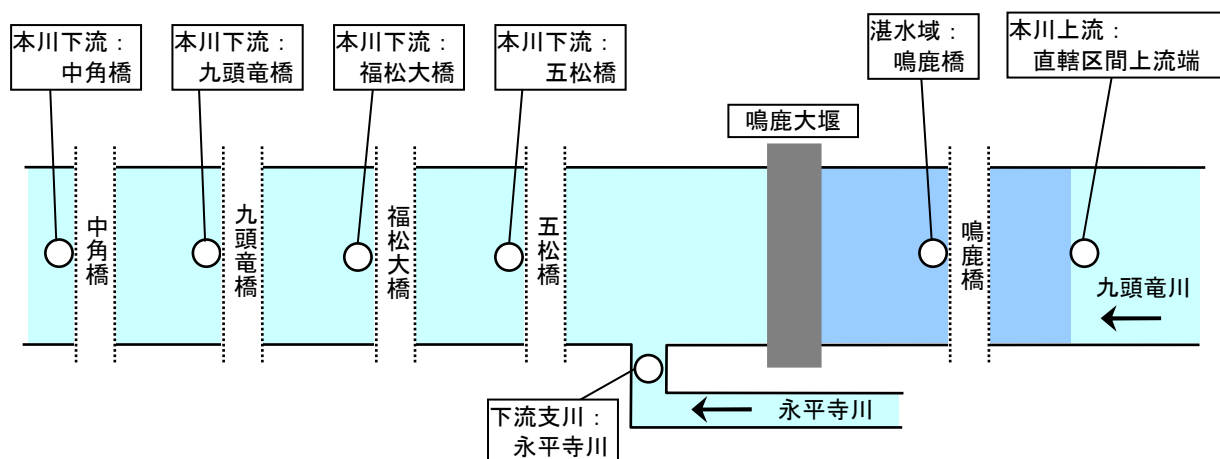 本川下流：
中角橋
本川下流：
九頭竜橋
本川下流：
福松大橋
本川下流：
五松橋
湛水域：
鳴鹿橋
本川上流：
直轄区間上流端
鳴鹿大堰
中角橋
九頭竜橋
福松大橋
五松橋
鳴鹿橋
九頭竜川
下流支川：
永平寺川
永平寺川